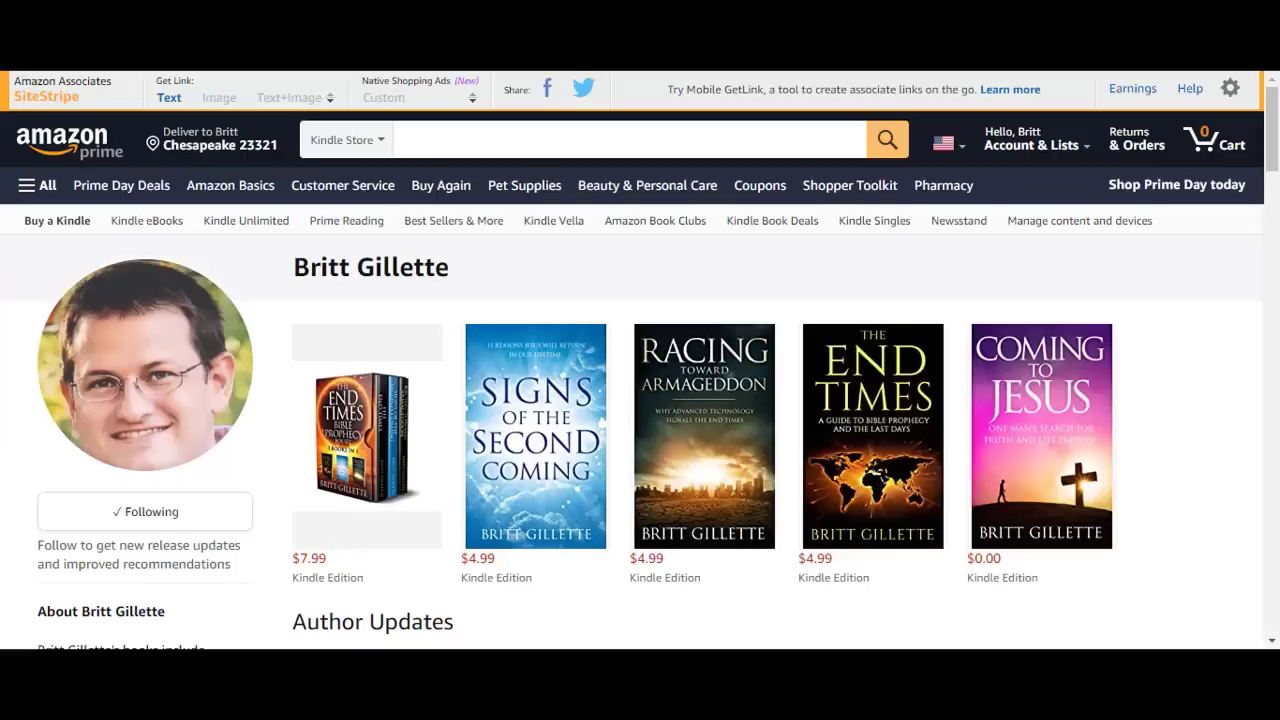 Amazon Associates
SiteStripe
Get Link:
Text Image Text+Image
Native Shopping Ads (New)
Custom
Share:
Try Mobile GetLink, a tool to create associate links on the go. Learn more
Earnings Help
amazon prime
Deliver to Britt
Chesapeake 23321
Kindle Store
Hello, Britt
Account & Lists
Returns
& Orders
0
Cart
All Prime Day Deals Amazon Basics Customer Service Buy Again Pet Supplies Beauty & Personal Care Coupons Shopper Toolkit Pharmacy
Shop Prime Day today
Buy a Kindle Kindle eBooks Kindle Unlimited Prime Reading Best Sellers & More Kindle Vella Amazon Book Clubs Kindle Book Deals Kindle Singles Newsstand Manage content and devices
Britt Gillette
✓ Following
Follow to get new release updates
and improved recommendations
About Britt Gillette
THE
END
TIMES
BIBLE
PROPHECY
3 BOOKS IN 1
BRITT GILLETTE
$7.99
Kindle Edition
11 REASONS JESUS WILL RETURN
IN OUR LIFETIME
SIGNS
OF THE
SECOND
COMING
BRITT GILLETTE
$4.99
Kindle Edition
RACING
TOWARD
ARMAGEDDON
WHY ADVANCED TECHNOLOGY
SIGNALS THE END TIMES
BRITT GILLETTE
$4.99
Kindle Edition
THE
END
TIMES
A GUIDE TO BIBLE PROPHECY
AND THE LAST DAYS
BRITT GILLETTE
$4.99
Kindle Edition
COMING
TO
JESUS
ONE MAN'S SEARCH FOR
TRUTH AND LIFE PURPOSE
BRITT GILLETTE
$0.00
Kindle Edition
Author Updates
Britt Gillette's books include